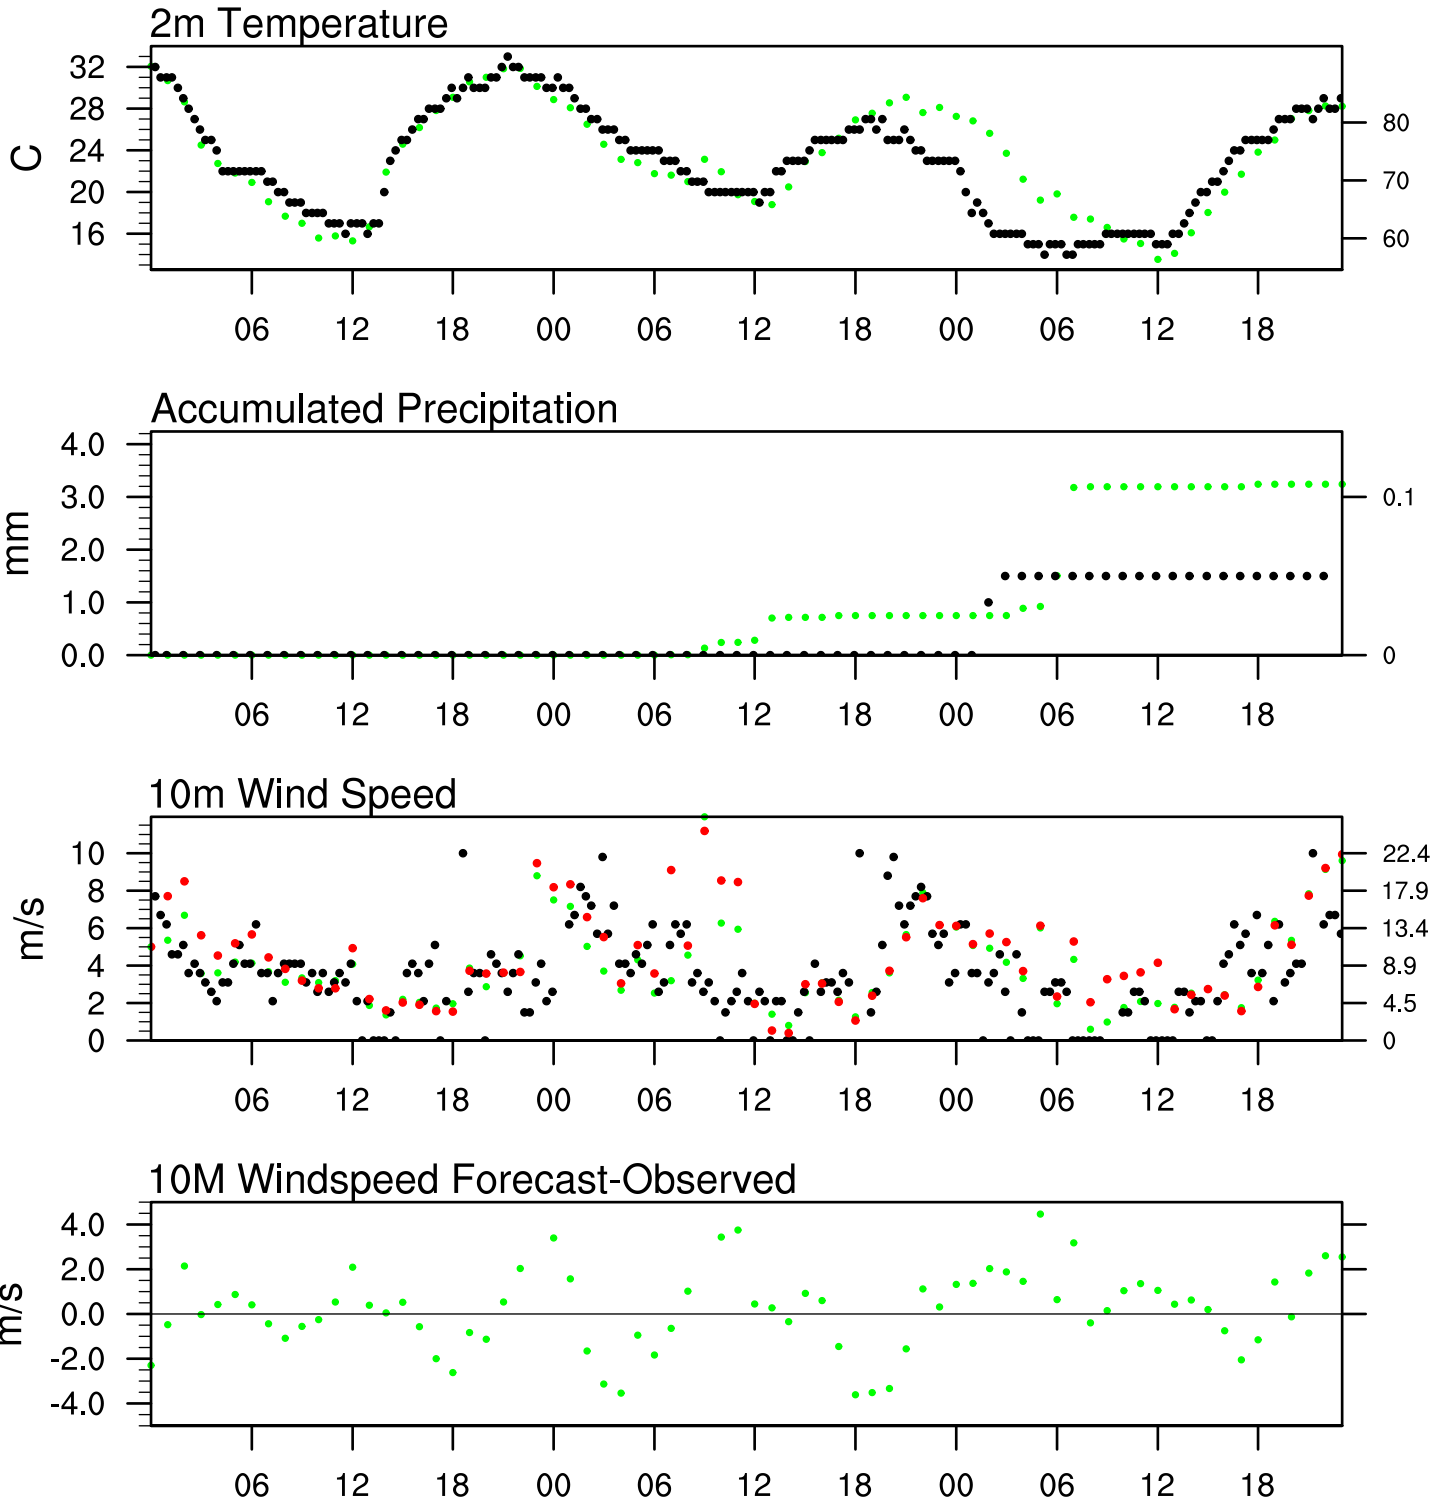 2m Temperature
32
28
24
20
16
C
80
70
60
06 12 18 00 06 12 18 00 06 12 18
Accumulated Precipitation
4.0
3.0
2.0
1.0
0.0
mm
0.1
0
06 12 18 00 06 12 18 00 06 12 18
10m Wind Speed
10
8
6
4
2
0
m/s
22.4
17.9
13.4
8.9
4.5
0
06 12 18 00 06 12 18 00 06 12 18
10M Windspeed Forecast-Observed
4.0
2.0
0.0
-2.0
-4.0
m/s
06 12 18 00 06 12 18 00 06 12 18